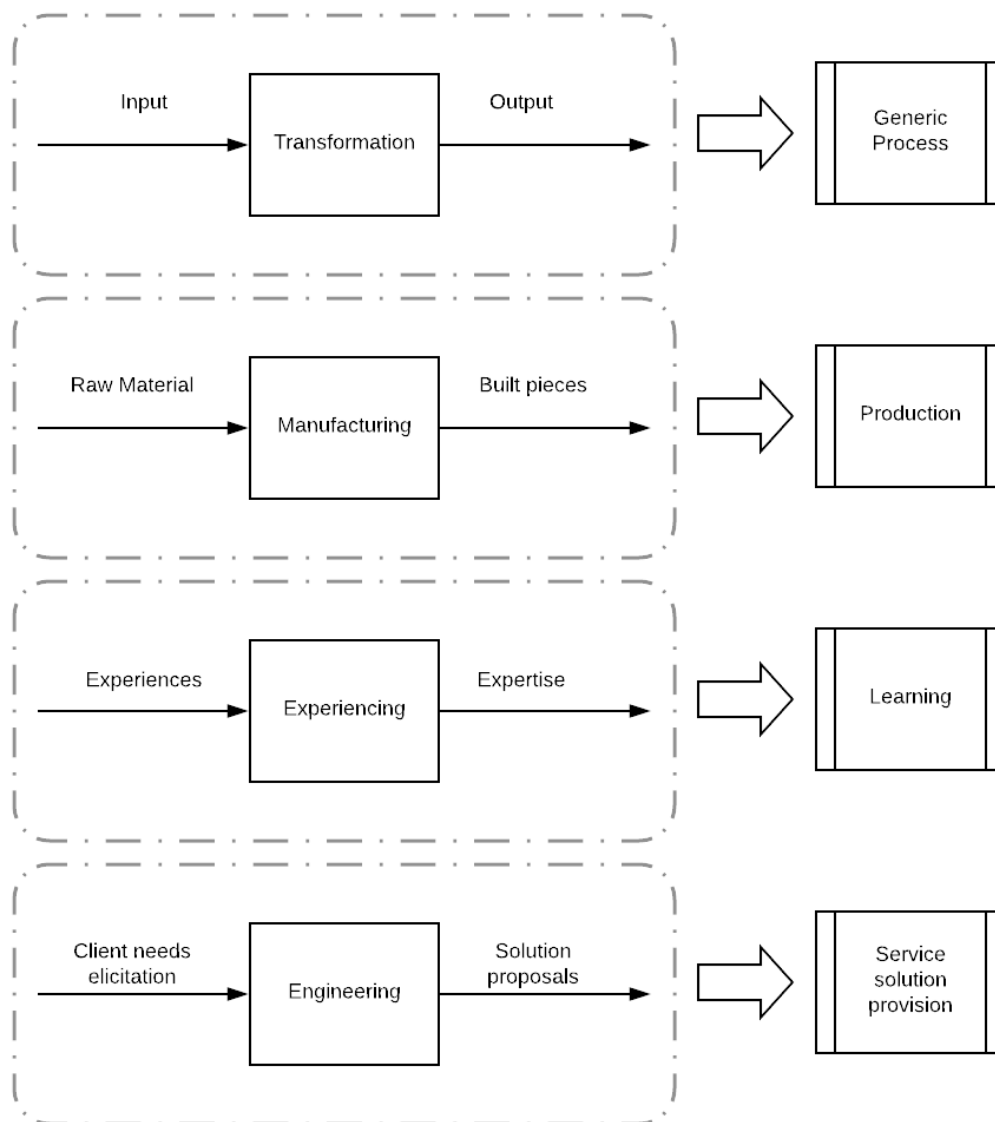 Input
Output
Transformation
Generic
Process
Raw Material
Built pieces
Manufacturing
Production
Experiences
Expertise
Experiencing
Learning
Client needs
elicitation
Solution
proposals
Engineering
Service
solution
provision